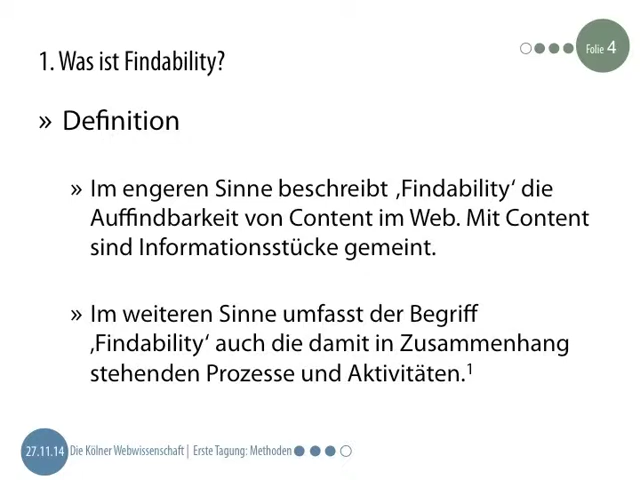 1. Was ist Findability?
Folie 4
» Definition
» Im engeren Sinne beschreibt ‚Findability‘ die
Auffindbarkeit von Content im Web. Mit Content
sind Informationsstücke gemeint.
» Im weiteren Sinne umfasst der Begriff
‚Findability‘ auch die damit in Zusammenhang
stehenden Prozesse und Aktivitäten.¹
27.11.14 Die Kölner Webwissenschaft | Erste Tagung: Methoden